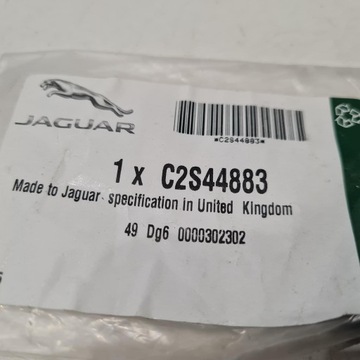 JAGUAR
*C2S44883*
1 x C2S44883
Made to Jaguar specification in United Kingdom
49 Dg6 0000302302